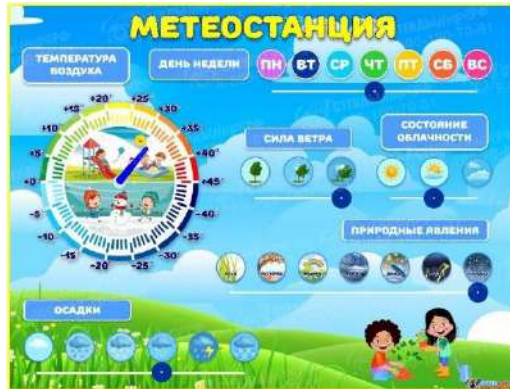 МЕТЕОСТАНЦИЯ
ТЕМПЕРАТУРА
ВОЗДУХА
ДЕНЬ НЕДЕЛИ
ПН ВТ СР ЧТ ПТ СБ ВС
+20° +25°
+15° +30°
+10° +35°
+5° +40°
+0 +45°
-5° -40°
-10° -35°
-15° -30°
-20° -25°
СИЛА ВЕТРА
СОСТОЯНИЕ
ОБЛАЧНОСТИ
ПРИРОДНЫЕ ЯВЛЕНИЯ
ОСАДКИ